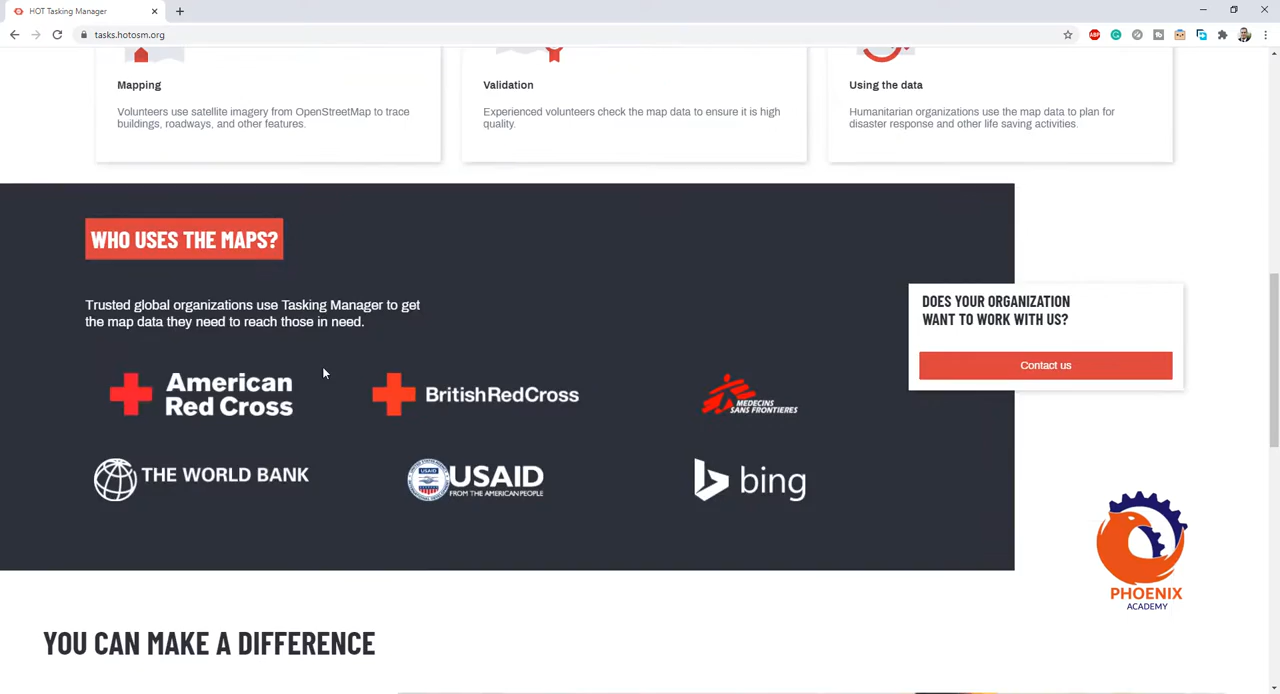 HOT Tasking Manager
tasks.hotosm.org
ABP
Mapping
Volunteers use satellite imagery from OpenStreetMap to trace
buildings, roadways, and other features.
Validation
Experienced volunteers check the map data to ensure it is high
quality.
Using the data
Humanitarian organizations use the map data to plan for
disaster response and other life saving activities.
WHO USES THE MAPS?
Trusted global organizations use Tasking Manager to get
the map data they need to reach those in need.
DOES YOUR ORGANIZATION
WANT TO WORK WITH US?
Contact us
American
Red Cross
BritishRedCross
MEDECINS
SANS FRONTIERES
THE WORLD BANK
USAID
USAID
FROM THE AMERICAN PEOPLE
bing
PHOENIX
ACADEMY
YOU CAN MAKE A DIFFERENCE